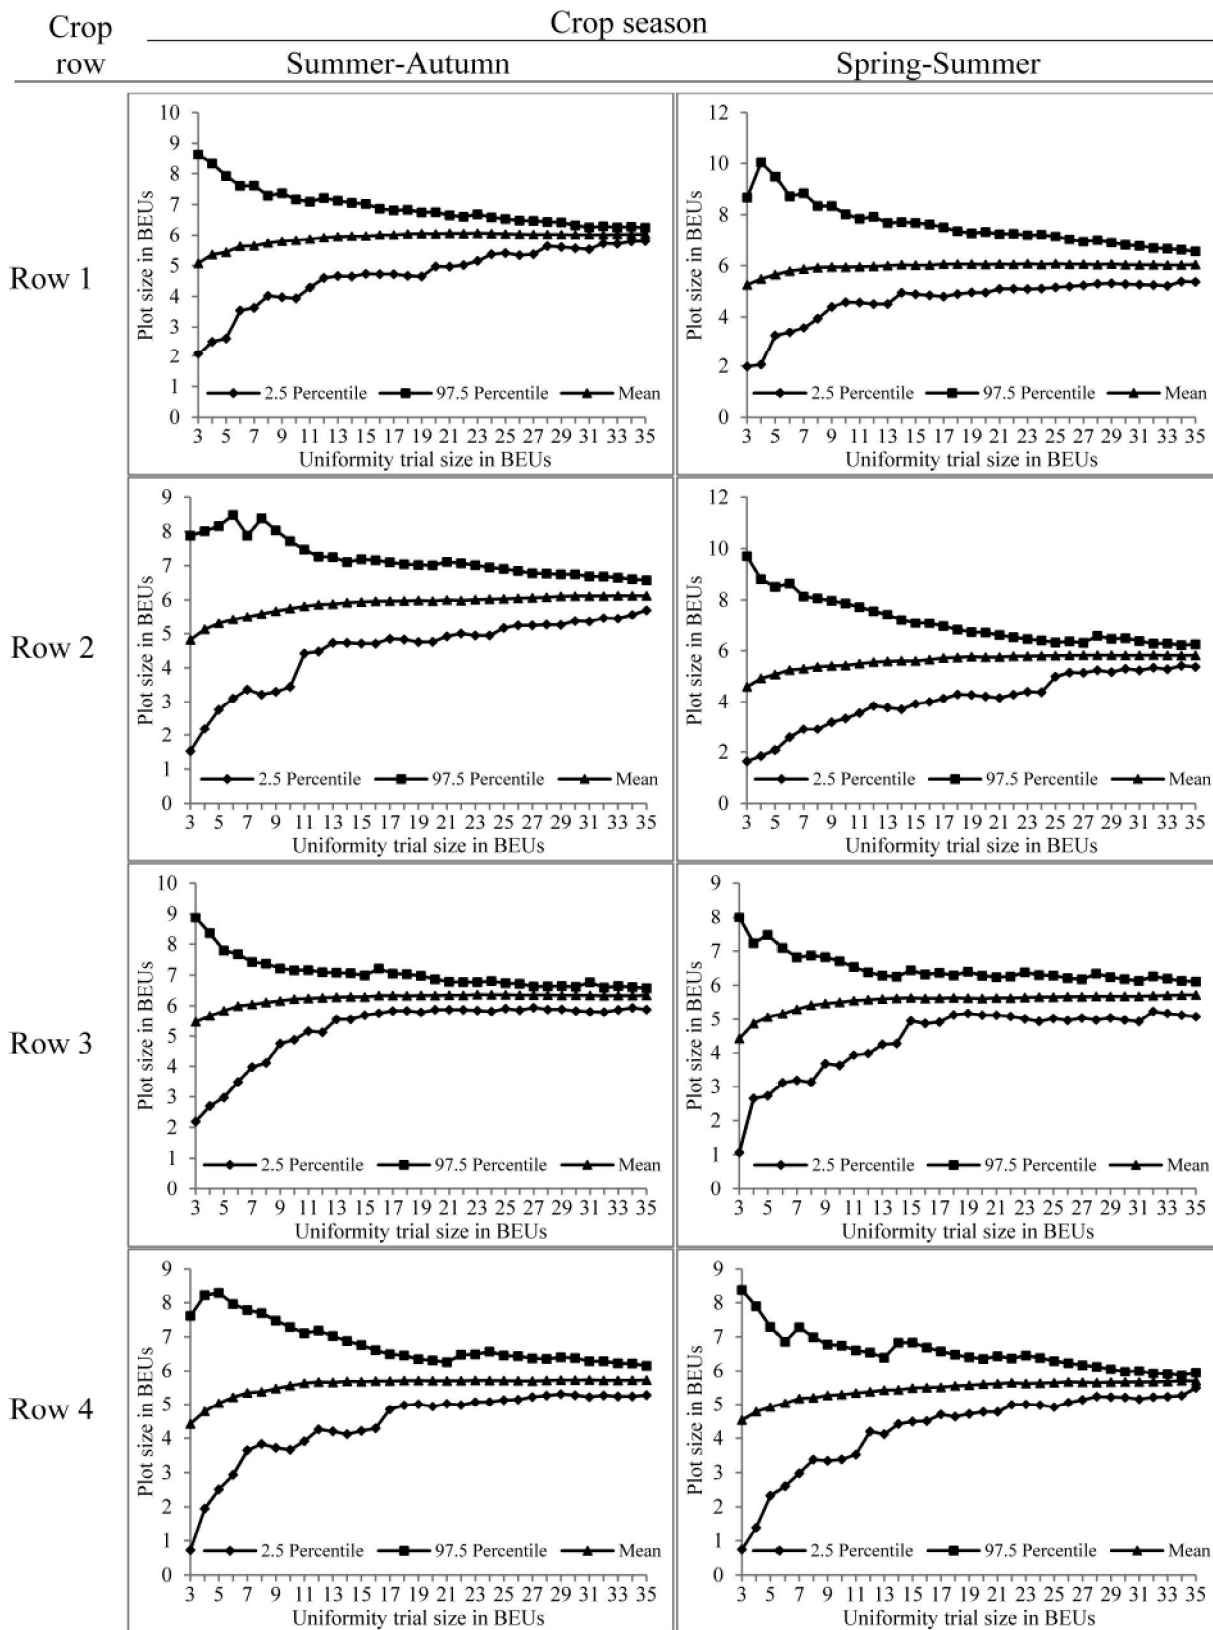 Crop season
Crop
row
Summer-Autumn
Spring-Summer
Row 1
Plot size in BEUs
10
9
8
7
6
5
4
3
2
1
0
2.5 Percentile 97.5 Percentile Mean
3 5 7 9 11 13 15 17 19 21 23 25 27 29 31 33 35
Uniformity trial size in BEUs
Plot size in BEUs
12
10
8
6
4
2
0
2.5 Percentile 97.5 Percentile Mean
3 5 7 9 11 13 15 17 19 21 23 25 27 29 31 33 35
Uniformity trial size in BEUs
Row 2
Plot size in BEUs
9
8
7
6
5
4
3
2
1
0
2.5 Percentile 97.5 Percentile Mean
3 5 7 9 11 13 15 17 19 21 23 25 27 29 31 33 35
Uniformity trial size in BEUs
Plot size in BEUs
12
10
8
6
4
2
0
2.5 Percentile 97.5 Percentile Mean
3 5 7 9 11 13 15 17 19 21 23 25 27 29 31 33 35
Uniformity trial size in BEUs
Row 3
Plot size in BEUs
10
9
8
7
6
5
4
3
2
1
0
2.5 Percentile 97.5 Percentile Mean
3 5 7 9 11 13 15 17 19 21 23 25 27 29 31 33 35
Uniformity trial size in BEUs
Plot size in BEUs
9
8
7
6
5
4
3
2
1
0
2.5 Percentile 97.5 Percentile Mean
3 5 7 9 11 13 15 17 19 21 23 25 27 29 31 33 35
Uniformity trial size in BEUs
Row 4
Plot size in BEUs
9
8
7
6
5
4
3
2
1
0
2.5 Percentile 97.5 Percentile Mean
3 5 7 9 11 13 15 17 19 21 23 25 27 29 31 33 35
Uniformity trial size in BEUs
Plot size in BEUs
9
8
7
6
5
4
3
2
1
0
2.5 Percentile 97.5 Percentile Mean
3 5 7 9 11 13 15 17 19 21 23 25 27 29 31 33 35
Uniformity trial size in BEUs